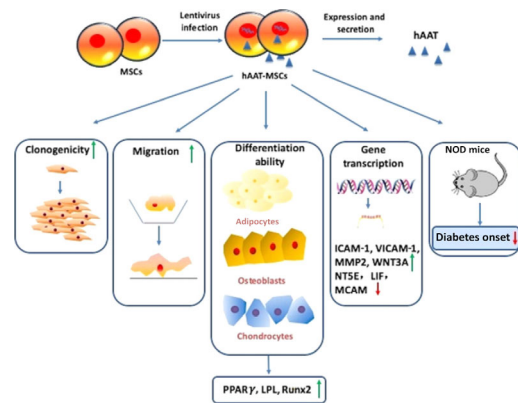 Lentivirus
infection
Expression and
secretion
hAAT
MSCs
hAAT-MSCs
Clonogenicity
Migration
Differentiation
ability
Adipocytes
Osteoblasts
Chondrocytes
Gene
transcription
ICAM-1, VICAM-1,
MMP2, WNT3A
NT5E, LIF,
MCAM
NOD mice
Diabetes onset
PPARγ, LPL, Runx2